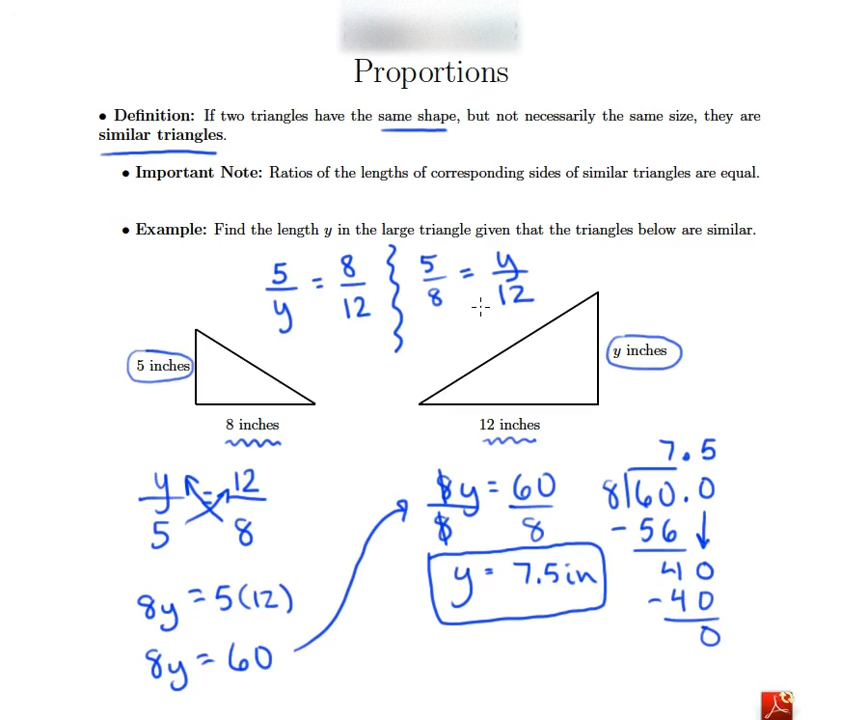 Proportions
• Definition: If two triangles have the same shape, but not necessarily the same size, they are
similar triangles.
• Important Note: Ratios of the lengths of corresponding sides of similar triangles are equal.
• Example: Find the length y in the large triangle given that the triangles below are similar.
5/y = 8/12 } 5/8 = y/12
5 inches
8 inches
y inches
12 inches
y/5 = 12/8
8y = 5(12)
8y = 60
8y/8 = 60/8
y = 7.5in
7.5
8)60.0
-56
40
-40
0